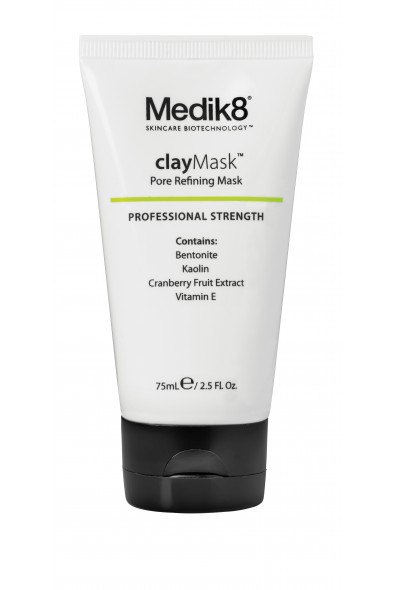 Medik8®
SKINCARE BIOTECHNOLOGY™
clayMask™
Pore Refining Mask
PROFESSIONAL STRENGTH
Contains:
Bentonite
Kaolin
Cranberry Fruit Extract
Vitamin E
75mL℮/ 2.5 FL Oz.